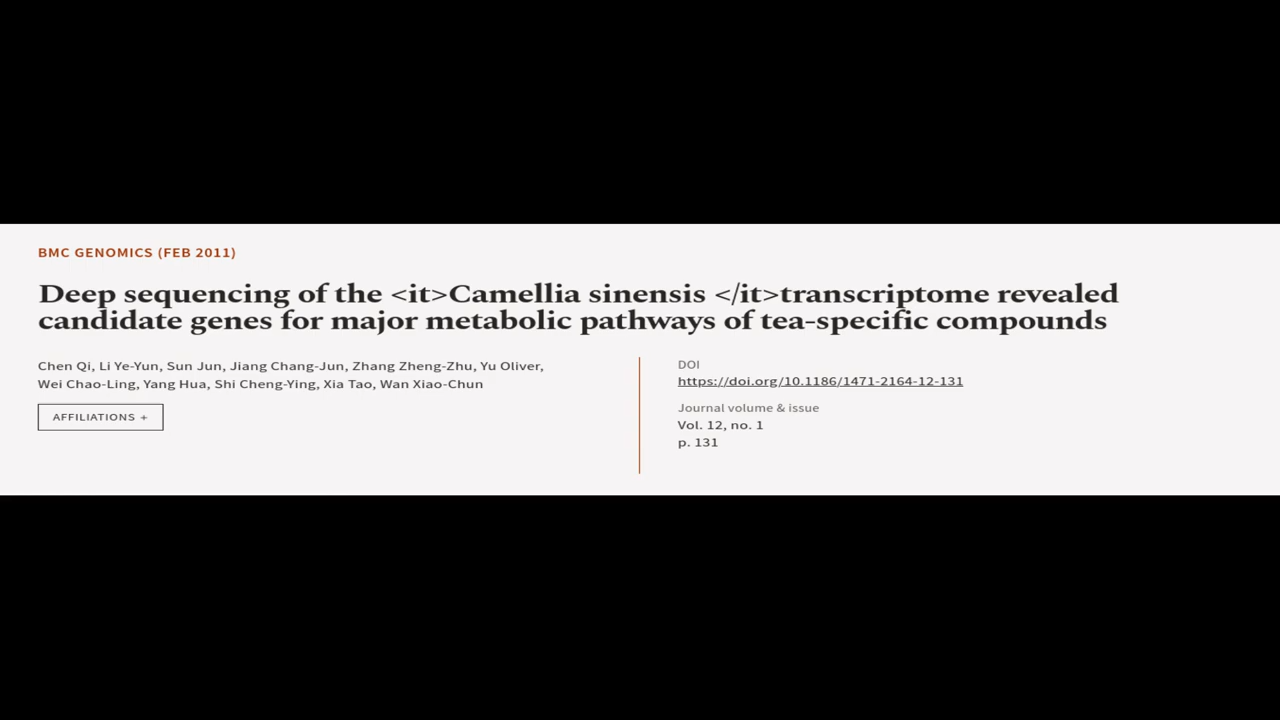 BMC GENOMICS (FEB 2011)
Deep sequencing of the <it>Camellia sinensis </it>transcriptome revealed
candidate genes for major metabolic pathways of tea-specific compounds
Chen Qi, Li Ye-Yun, Sun Jun, Jiang Chang-Jun, Zhang Zheng-Zhu, Yu Oliver,
Wei Chao-Ling, Yang Hua, Shi Cheng-Ying, Xia Tao, Wan Xiao-Chun
AFFILIATIONS +
DOI
https://doi.org/10.1186/1471-2164-12-131
Journal volume & issue
Vol. 12, no. 1
p. 131